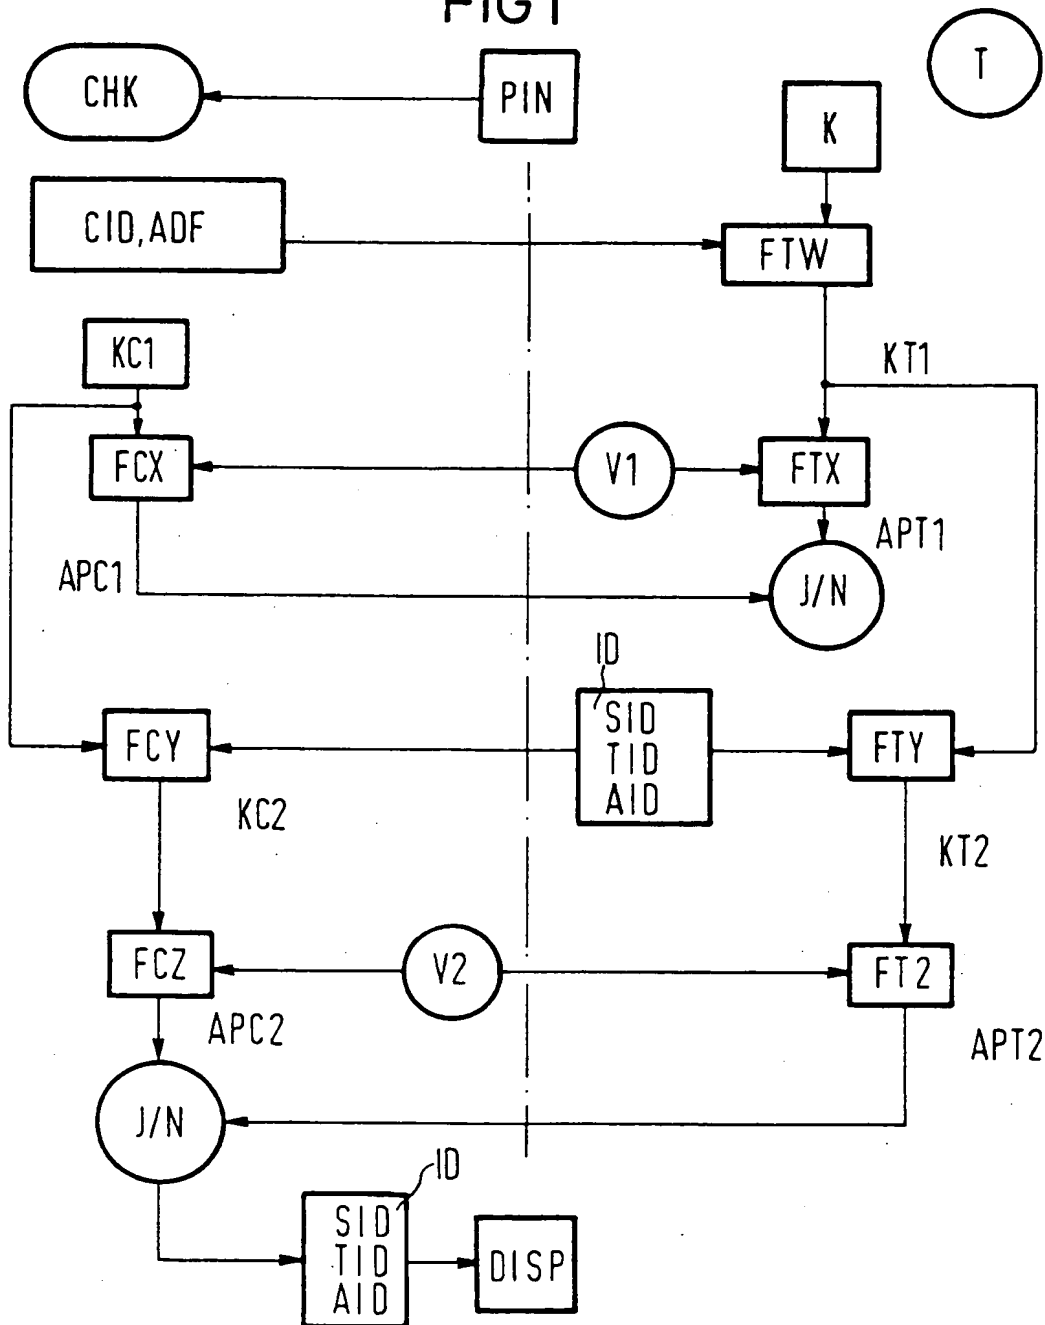 FIG 1
T
CHK
PIN
K
CID, ADF
FTW
KC1
KT1
FCX
V1
FTX
APC1
APT1
J/N
ID
SID
TID
AID
FCY
FTY
KC2
KT2
FCZ
V2
FT2
APC2
APT2
J/N
ID
SID
TID
AID
DISP